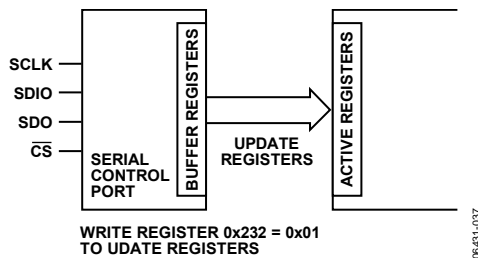 SCLK
SDIO
SDO
CS
SERIAL
CONTROL
PORT
BUFFER REGISTERS
UPDATE
REGISTERS
ACTIVE REGISTERS
WRITE REGISTER 0x232 = 0x01
TO UDATE REGISTERS
06431-037